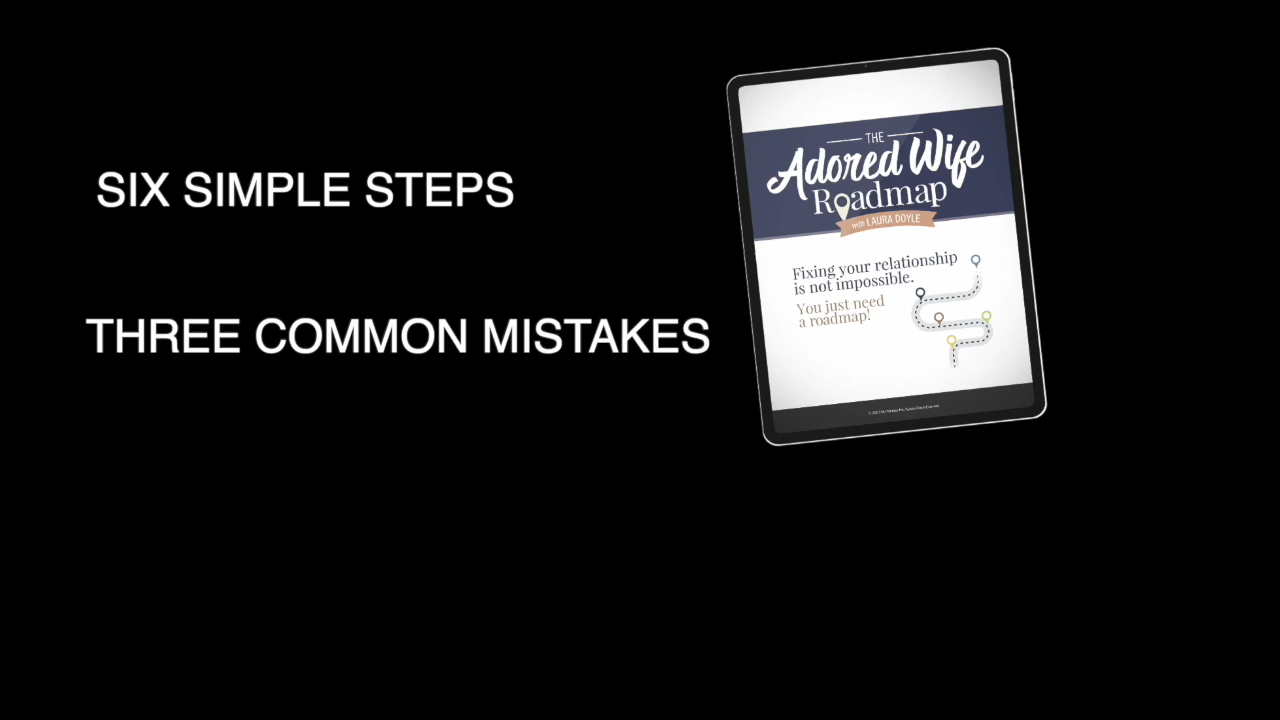 SIX SIMPLE STEPS
THREE COMMON MISTAKES
THE
Adored Wife
Roadmap
with LAURA DOYLE
Fixing your relationship
is not impossible.
You just need
a roadmap!